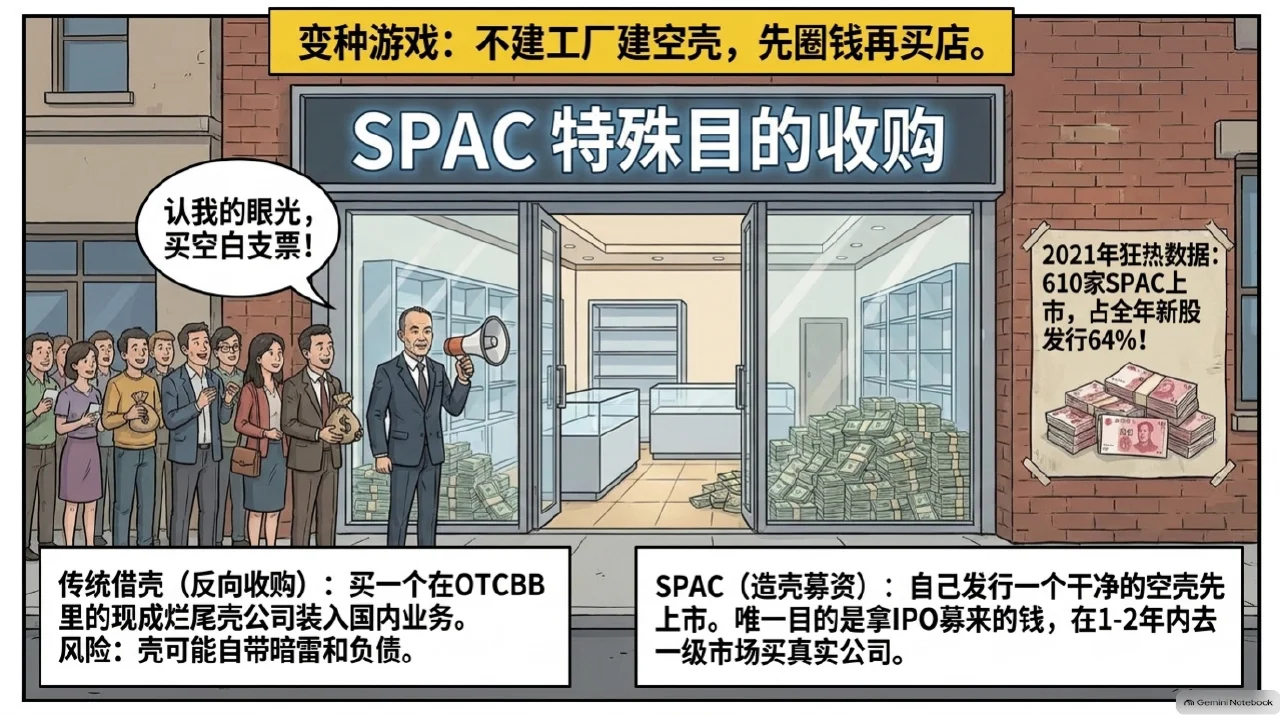 变种游戏：不建工厂建空壳，先圈钱再买店。
SPAC 特殊目的收购
认我的眼光，
买空白支票！
2021年狂热数据：
610家SPAC上
市，占全年新股
发行64%！
传统借壳（反向收购）：买一个在OTCBB
里的现成烂尾壳公司装入国内业务。
风险：壳可能自带暗雷和负债。
SPAC（造壳募资）：自己发行一个干净的空壳先
上市。唯一目的是拿IPO募来的钱，在1-2年内去
一级市场买真实公司。
Gemini Notebook